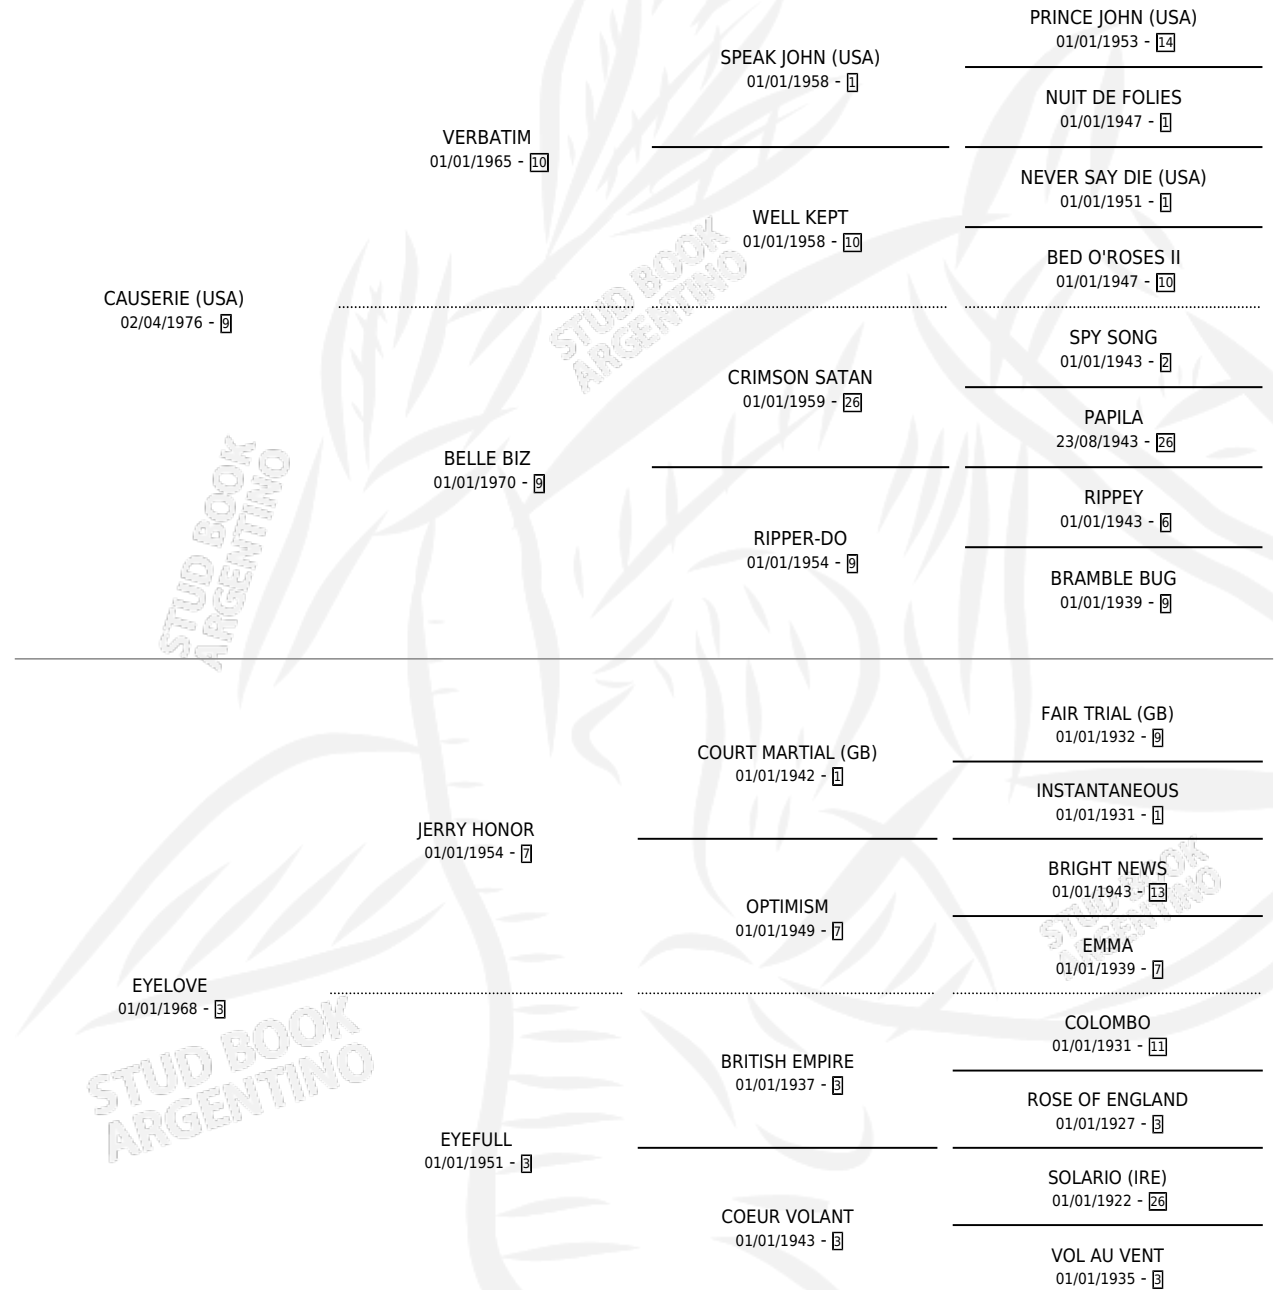 PRINCE JOHN (USA)
01/01/1953 - 14
SPEAK JOHN (USA)
01/01/1958 - 1
NUIT DE FOLIES
01/01/1947 - 1
VERBATIM
01/01/1965 - 10
NEVER SAY DIE (USA)
01/01/1951 - 1
WELL KEPT
01/01/1958 - 10
BED O'ROSES II
01/01/1947 - 10
CAUSERIE (USA)
02/04/1976 - 9
STUD BOOK
ARGENTINO
SPY SONG
01/01/1943 - 2
CRIMSON SATAN
01/01/1959 - 26
PAPILA
23/08/1943 - 26
BELLE BIZ
01/01/1970 - 9
RIPPEY
01/01/1943 - 6
RIPPER-DO
01/01/1954 - 9
BRAMBLE BUG
01/01/1939 - 9
STUD BOOK
ARGENTINO
FAIR TRIAL (GB)
01/01/1932 - 9
COURT MARTIAL (GB)
01/01/1942 - 1
INSTANTANEOUS
01/01/1931 - 1
JERRY HONOR
01/01/1954 - 7
BRIGHT NEWS
01/01/1943 - 13
OPTIMISM
01/01/1949 - 7
STUD BOOK
ARGENTINO
EMMA
01/01/1939 - 7
EYELOVE
01/01/1968 - 3
COLOMBO
01/01/1931 - 11
STUD BOOK
ARGENTINO
BRITISH EMPIRE
01/01/1937 - 3
ROSE OF ENGLAND
01/01/1927 - 3
EYEFULL
01/01/1951 - 3
SOLARIO (IRE)
01/01/1922 - 26
COEUR VOLANT
01/01/1943 - 3
VOL AU VENT
01/01/1935 - 3